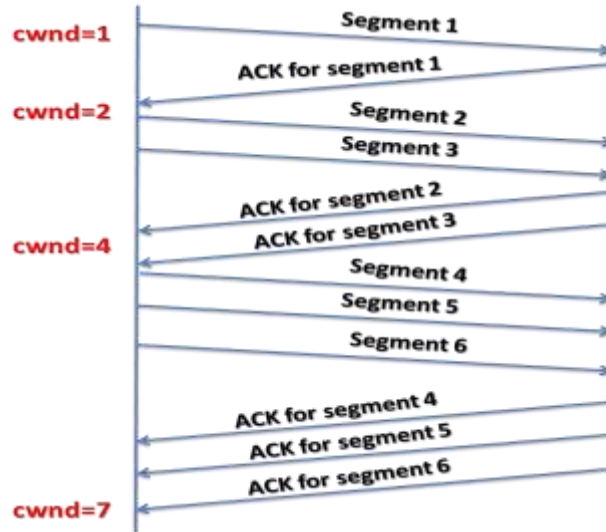 cwnd=1
Segment 1
ACK for segment 1
cwnd=2
Segment 2
Segment 3
ACK for segment 2
ACK for segment 3
cwnd=4
Segment 4
Segment 5
Segment 6
ACK for segment 4
ACK for segment 5
ACK for segment 6
cwnd=7